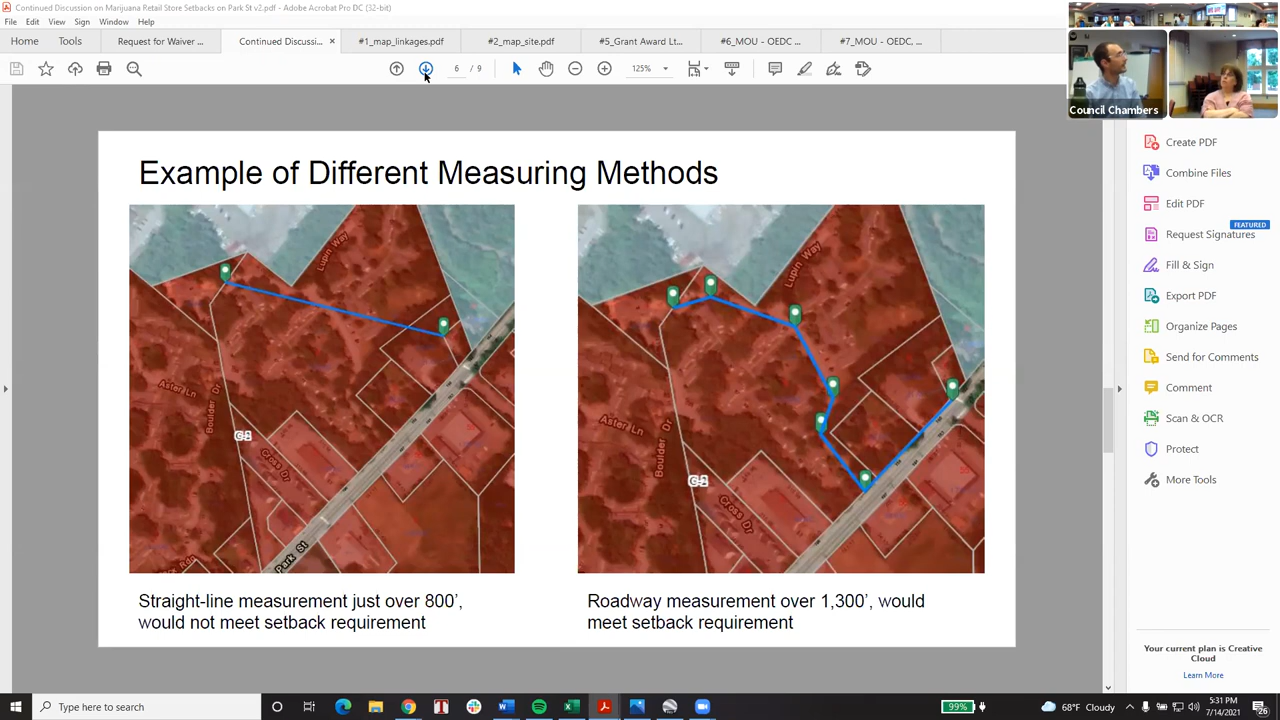 Continued Discussion on Marijuana Retail Store Setbacks on Park St v2.pdf - Adobe Acrobat Pro DC (32-bit)
File Edit View Sign Window Help
Home Tools Request for Waiver ... Continued Discussi... × #1_map_linkages.pdf #2_map_sites.pdf #5_Grant Award Lt... #6_MOU - OEDC ... #7_MOU - OEDC, ...
6 / 9 125%
Council Chambers
Create PDF
Combine Files
Edit PDF
FEATURED
Request Signatures
Fill & Sign
Export PDF
Organize Pages
Send for Comments
Comment
Scan & OCR
Protect
More Tools
Your current plan is Creative
Cloud
Learn More
Example of Different Measuring Methods
Lupin Way
Aster Ln
Boulder Dr
C-2
Cross Dr
Park St
Lupin Way
Aster Ln
Boulder Dr
C-2
Cross Dr
Straight-line measurement just over 800’,
would not meet setback requirement
Roadway measurement over 1,300’, would
meet setback requirement
Type here to search
99%
68°F Cloudy
5:31 PM
7/14/2021
26